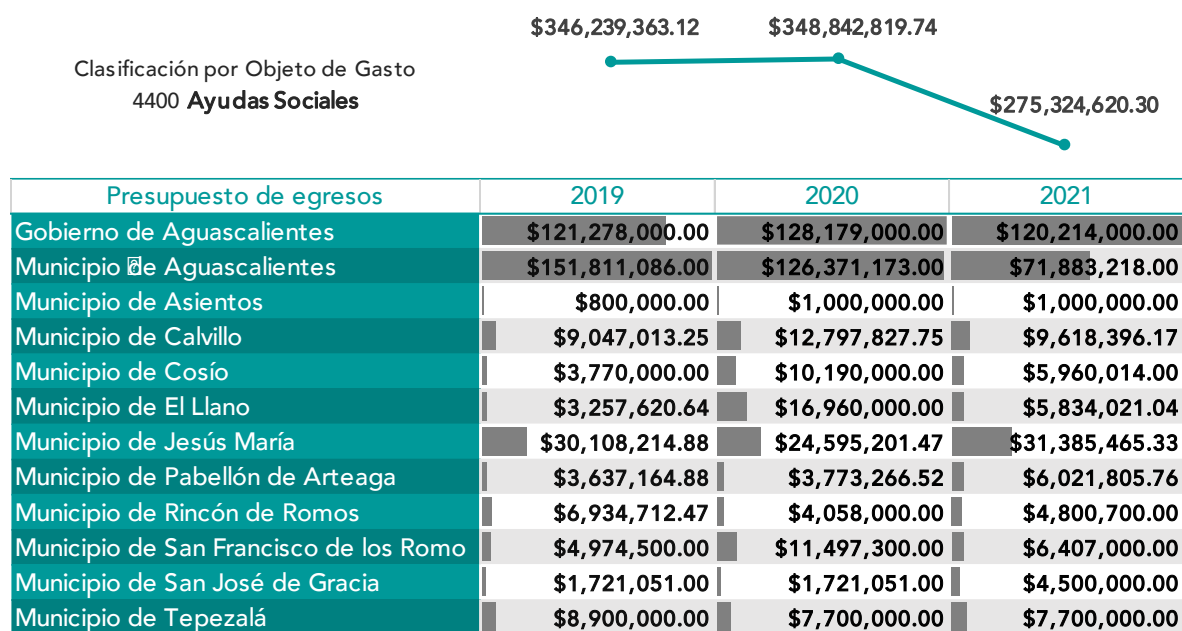 $346,239,363.12 $348,842,819.74
Clasificación por Objeto de Gasto
4400 Ayudas Sociales
$275,324,620.30
Presupuesto de egresos 2019 2020 2021
Gobierno de Aguascalientes $121,278,000.00 $128,179,000.00 $120,214,000.00
Municipio de Aguascalientes $151,811,086.00 $126,371,173.00 $71,883,218.00
Municipio de Asientos $800,000.00 $1,000,000.00 $1,000,000.00
Municipio de Calvillo $9,047,013.25 $12,797,827.75 $9,618,396.17
Municipio de Cosío $3,770,000.00 $10,190,000.00 $5,960,014.00
Municipio de El Llano $3,257,620.64 $16,960,000.00 $5,834,021.04
Municipio de Jesús María $30,108,214.88 $24,595,201.47 $31,385,465.33
Municipio de Pabellón de Arteaga $3,637,164.88 $3,773,266.52 $6,021,805.76
Municipio de Rincón de Romos $6,934,712.47 $4,058,000.00 $4,800,700.00
Municipio de San Francisco de los Romo $4,974,500.00 $11,497,300.00 $6,407,000.00
Municipio de San José de Gracia $1,721,051.00 $1,721,051.00 $4,500,000.00
Municipio de Tepezalá $8,900,000.00 $7,700,000.00 $7,700,000.00